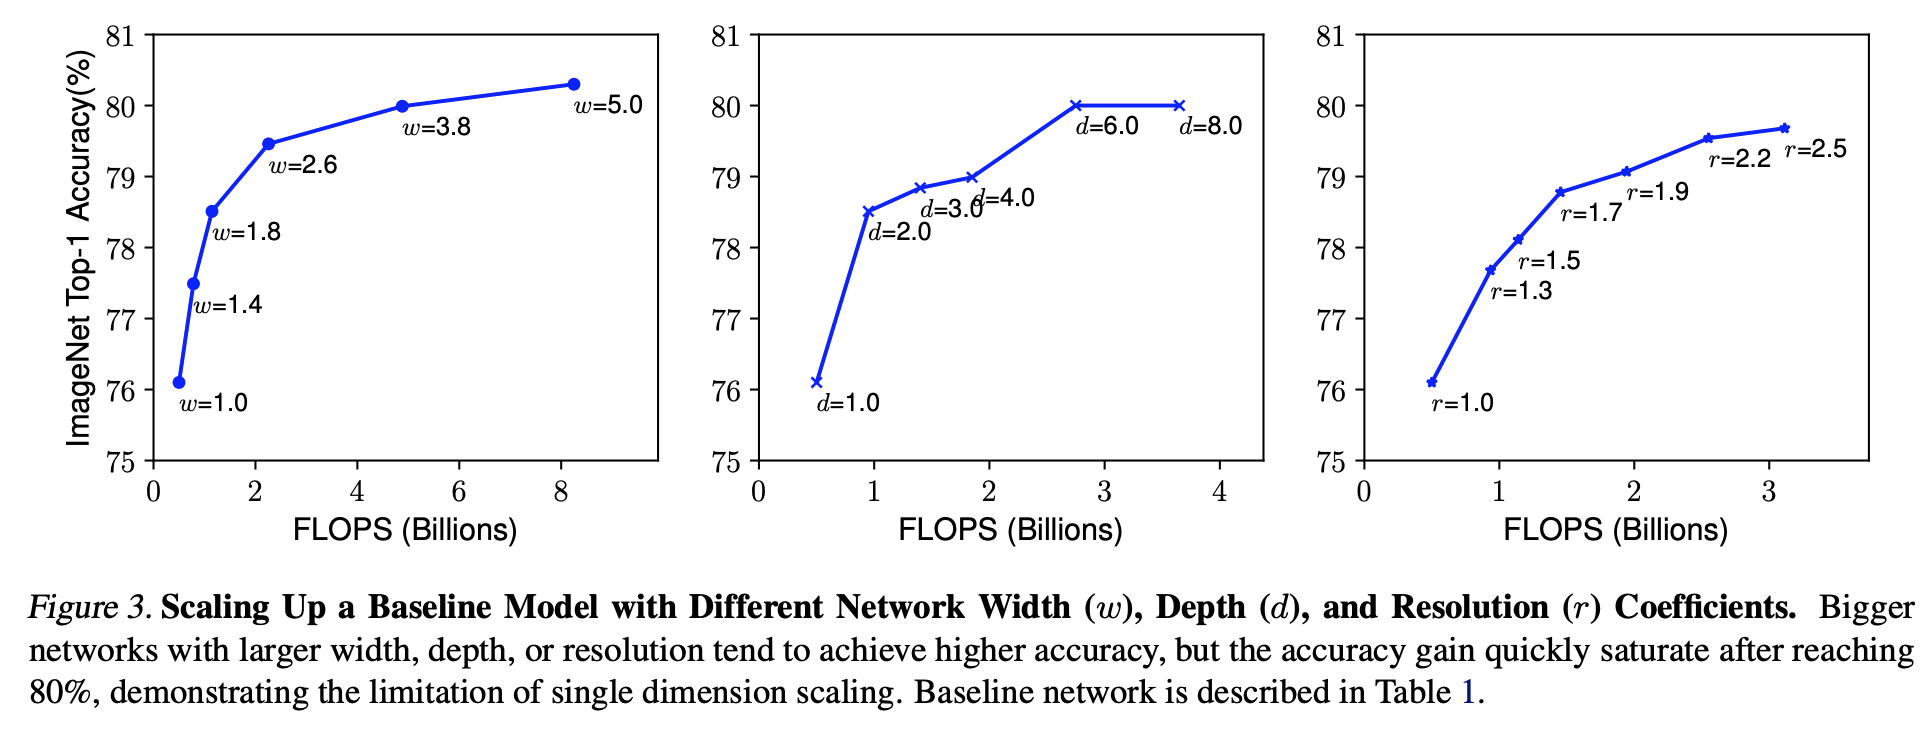 ImageNet Top-1 Accuracy(%)
81
80
79
78
77
76
75
0 2 4 6 8
FLOPS (Billions)
w=1.0
w=1.4
w=1.8
w=2.6
w=3.8
w=5.0
81
80
79
78
77
76
75
0 1 2 3 4
FLOPS (Billions)
d=1.0
d=2.0
d=3.0
d=4.0
d=6.0
d=8.0
81
80
79
78
77
76
75
0 1 2 3
FLOPS (Billions)
r=1.0
r=1.3
r=1.5
r=1.7
r=1.9
r=2.2
r=2.5
Figure 3. Scaling Up a Baseline Model with Different Network Width (w), Depth (d), and Resolution (r) Coefficients. Bigger
networks with larger width, depth, or resolution tend to achieve higher accuracy, but the accuracy gain quickly saturate after reaching
80%, demonstrating the limitation of single dimension scaling. Baseline network is described in Table 1.